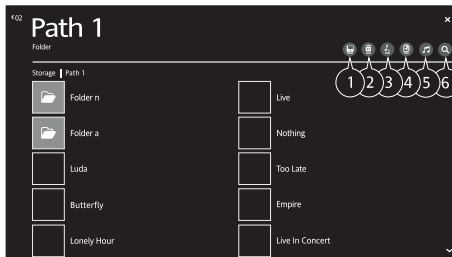 ‹02
Path 1
×
Folder
Storage Path 1
1 2 3 4 5 6
Folder n
Live
Folder a
Nothing
Luda
Too Late
Butterfly
Empire
Lonely Hour
Live In Concert